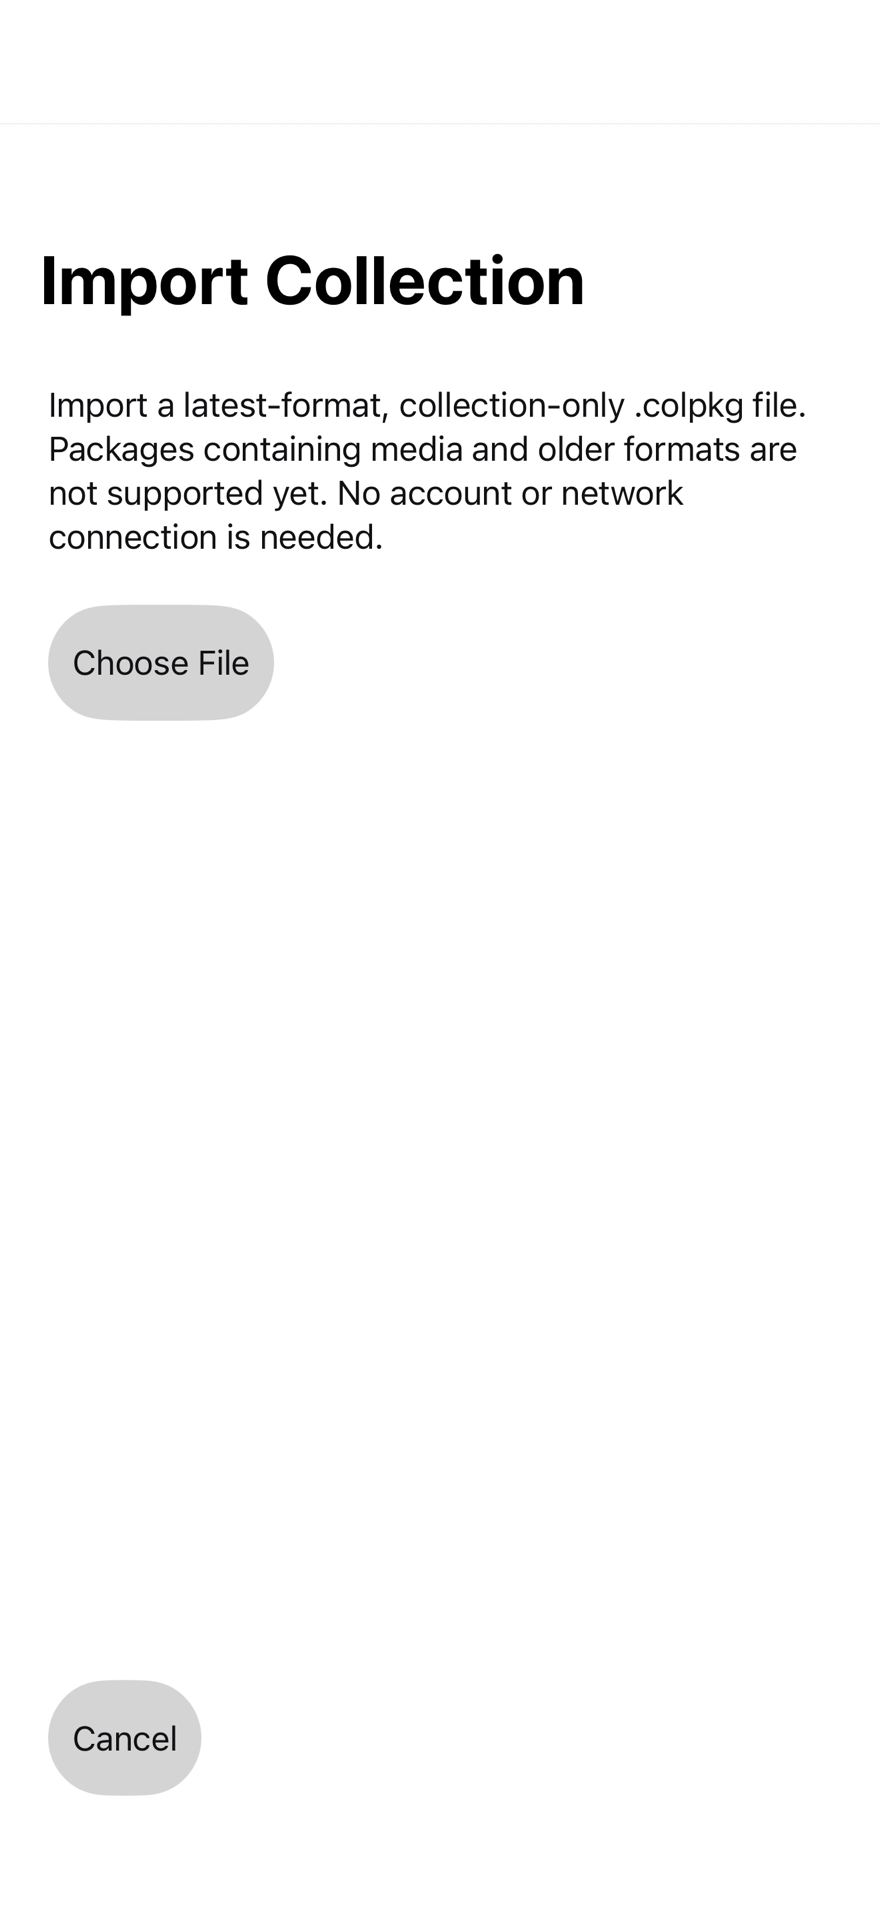 Import Collection
Import a latest-format, collection-only .colpkg file.
Packages containing media and older formats are
not supported yet. No account or network
connection is needed.
Choose File
Cancel